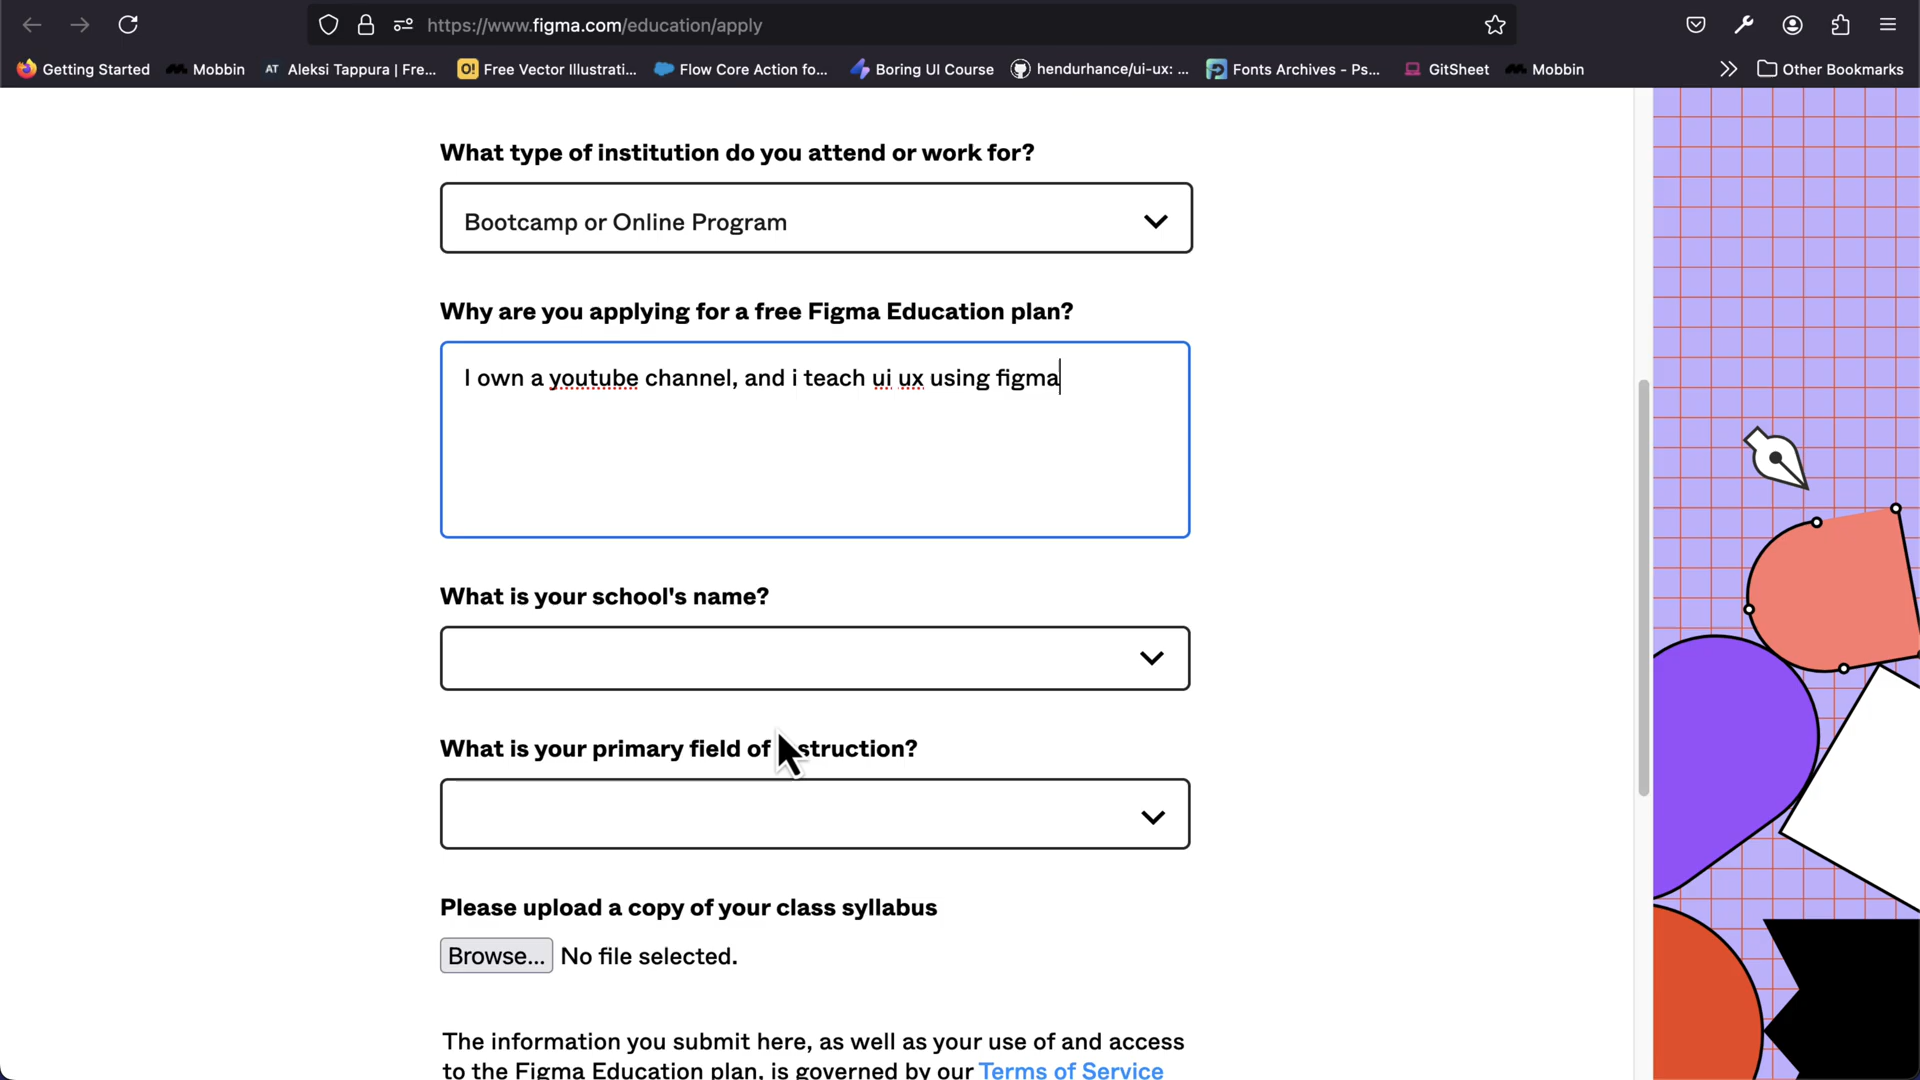 https://www.figma.com/education/apply
Getting Started
Mobbin
AT Aleksi Tappura | Fre...
O! Free Vector Illustrati...
Flow Core Action fo...
Boring UI Course
hendurhance/ui-ux: ...
Fonts Archives - Ps...
GitSheet
Mobbin
Other Bookmarks
What type of institution do you attend or work for?
Bootcamp or Online Program
Why are you applying for a free Figma Education plan?
I own a youtube channel, and i teach ui ux using figma
What is your school's name?
What is your primary field of struction?
Please upload a copy of your class syllabus
Browse... No file selected.
The information you submit here, as well as your use of and access
to the Figma Education plan, is governed by our Terms of Service